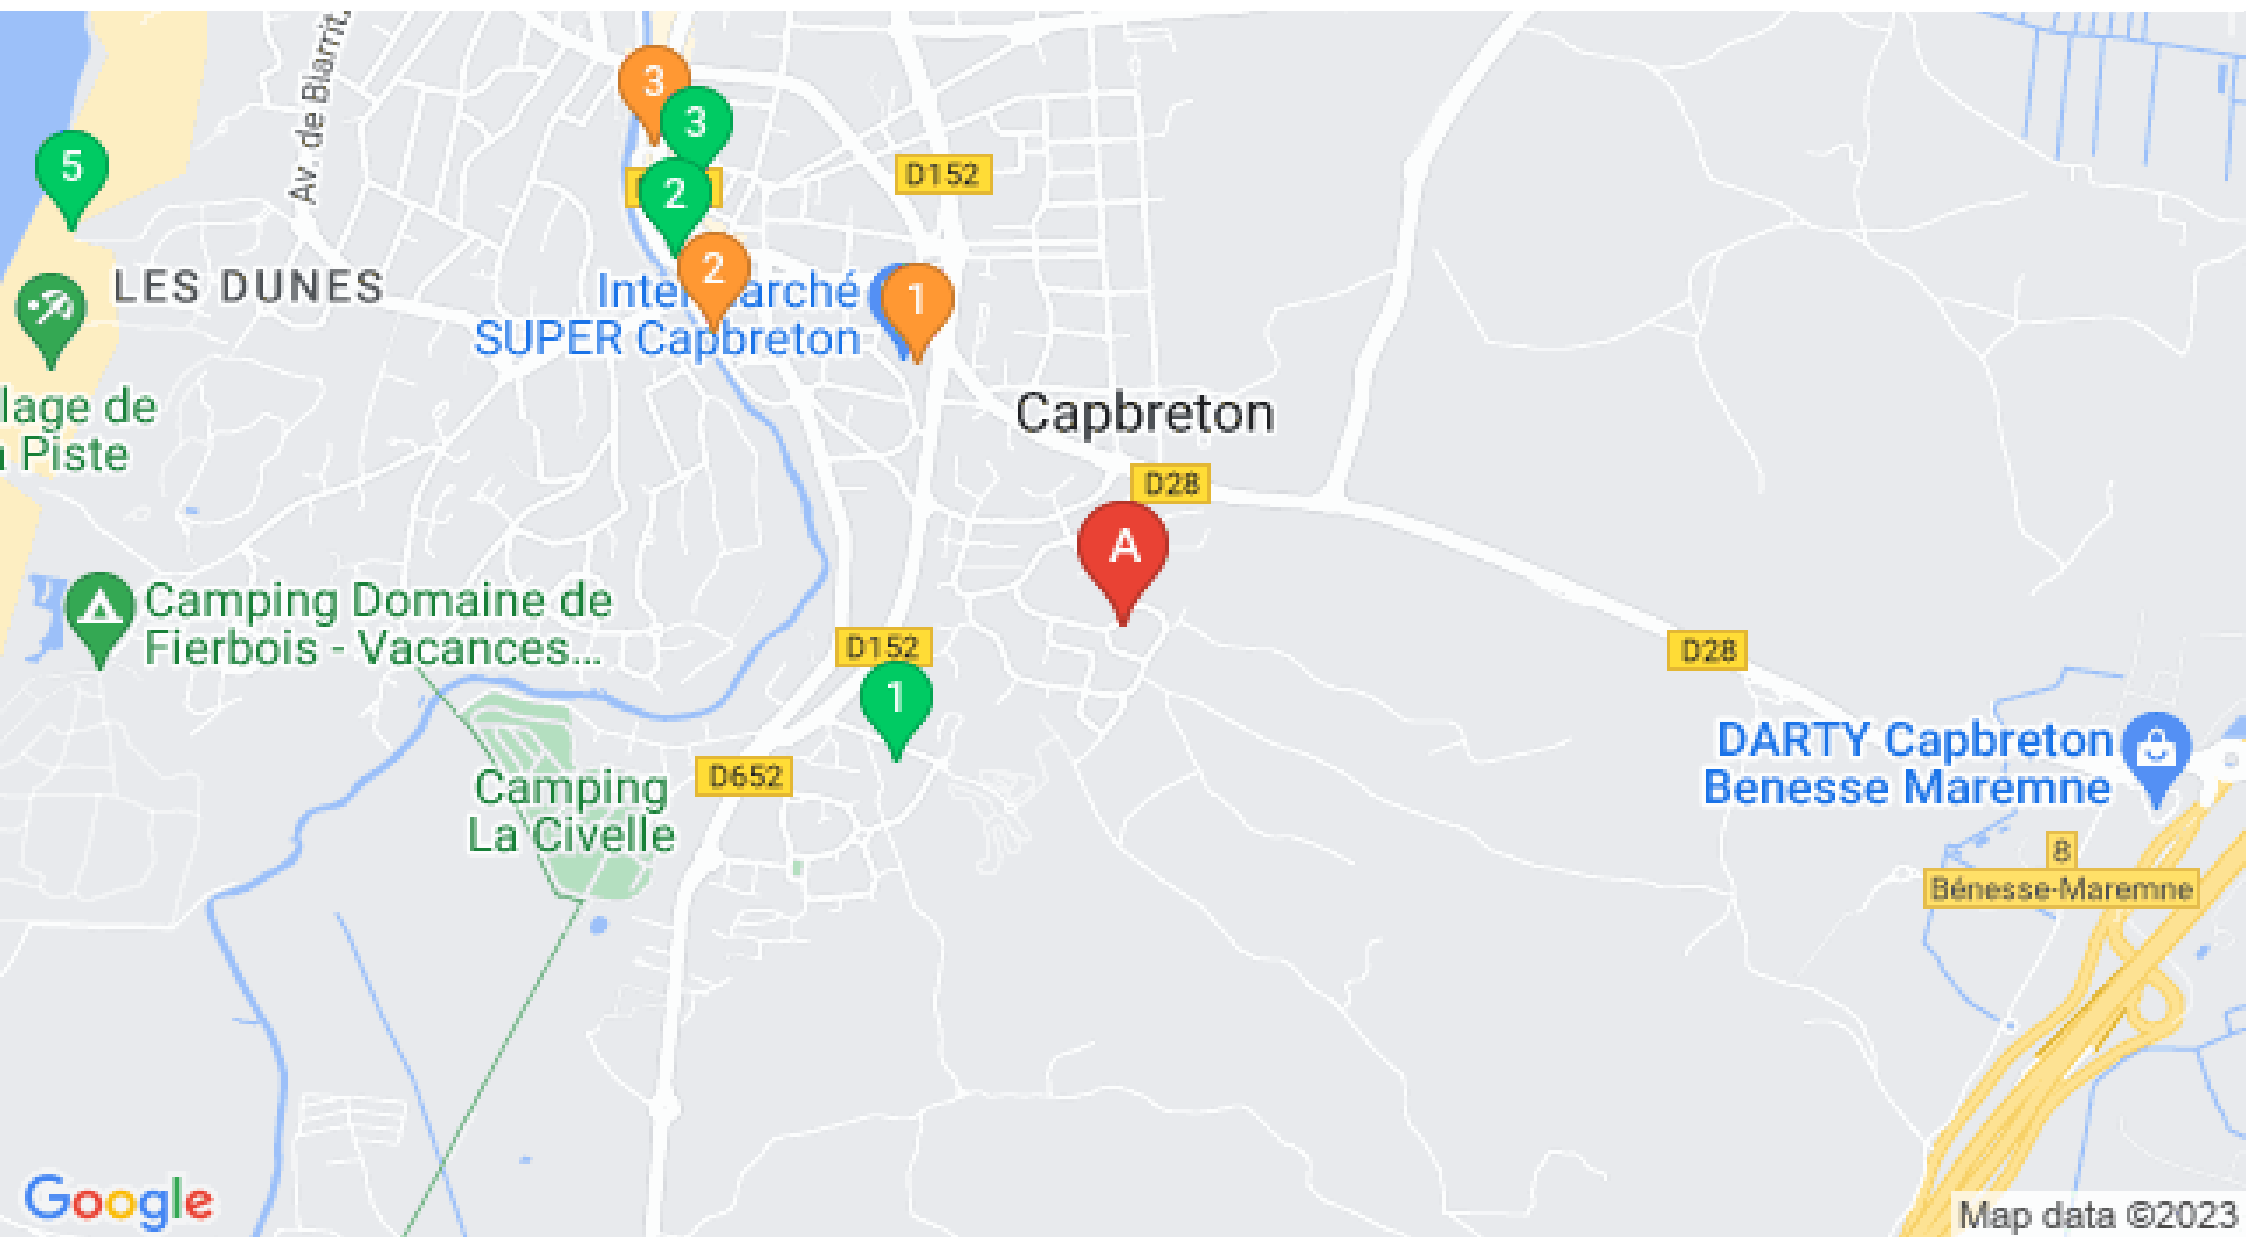 Av. de Biarritz
3
3
5
D152
2
LES DUNES
2
1
SUPER Capbreton
Capbreton
lage de
Piste
D28
A
Camping Domaine de
Fierbois - Vacances...
D152
D28
1
DARTY Capbreton
Benesse Maremne
D652
Camping
La Civelle
8
Bénesse-Maremne
Google
Map data ©2023